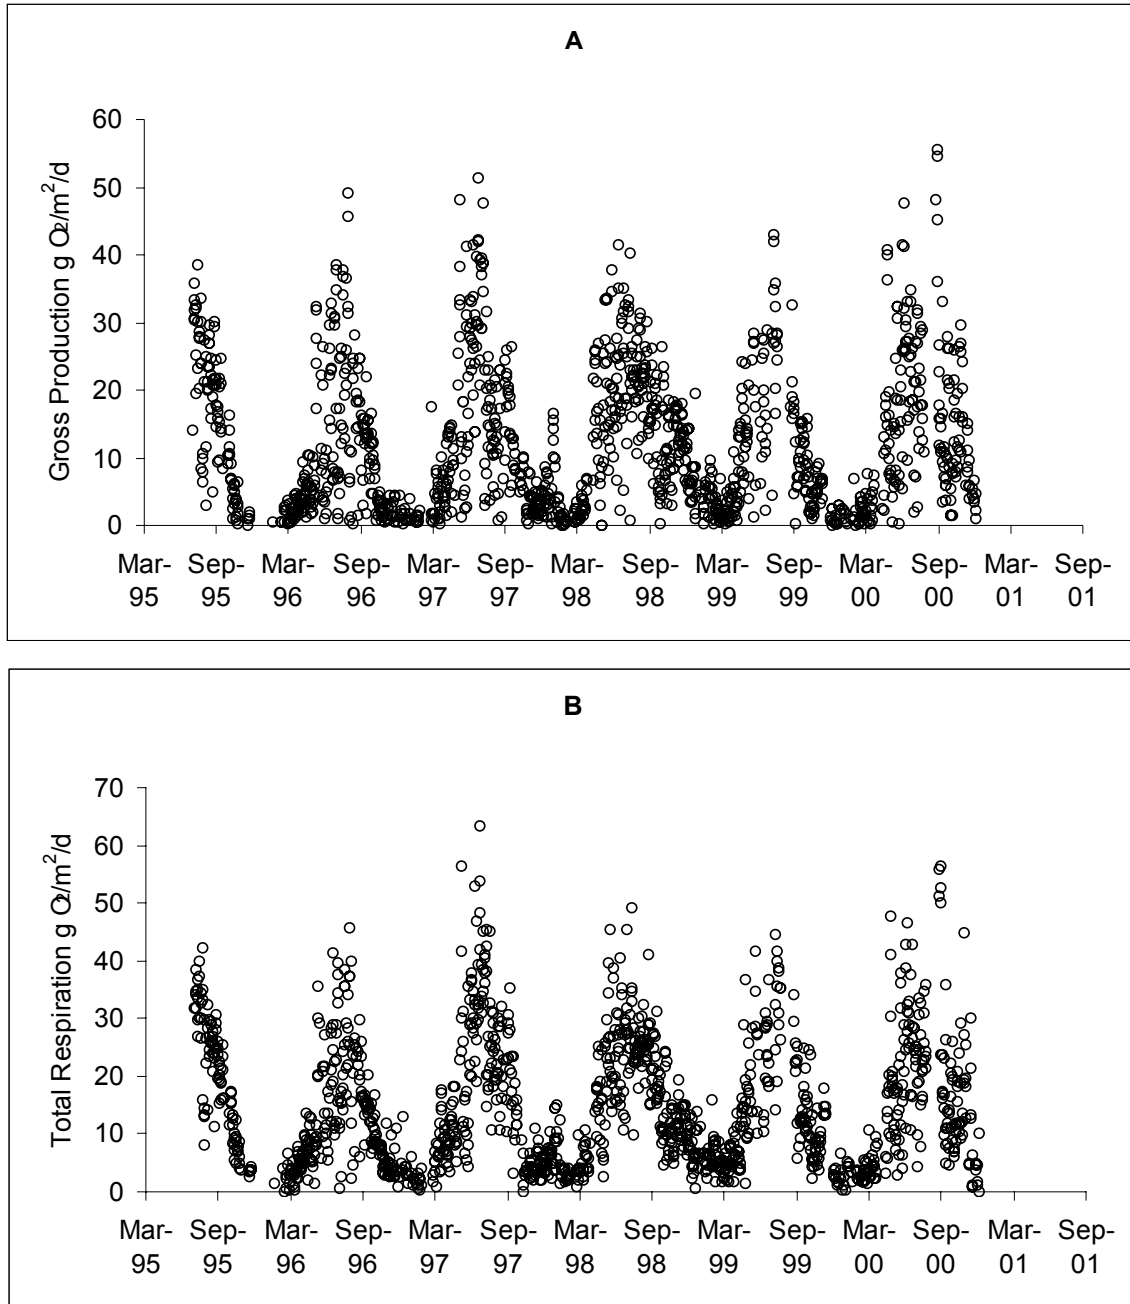 A
Gross Production g O2/m²/d
60
50
40
30
20
10
0
Mar-95 Sep-95 Mar-96 Sep-96 Mar-97 Sep-97 Mar-98 Sep-98 Mar-99 Sep-99 Mar-00 Sep-00 Mar-01 Sep-01
B
Total Respiration g O2/m²/d
70
60
50
40
30
20
10
0
Mar-95 Sep-95 Mar-96 Sep-96 Mar-97 Sep-97 Mar-98 Sep-98 Mar-99 Sep-99 Mar-00 Sep-00 Mar-01 Sep-01